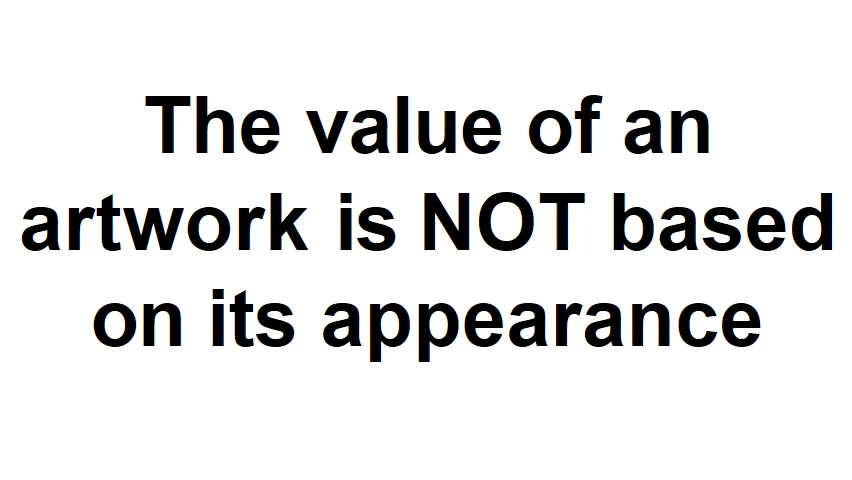 The value of an
artwork is NOT based
on its appearance